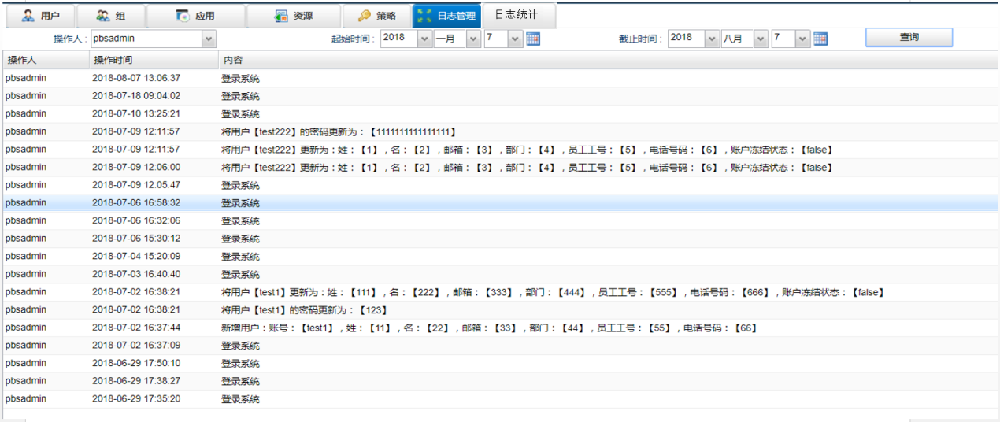 用户 组 应用 资源 策略 日志管理 日志统计
操作人： pbsadmin 起始时间： 2018 一月 7 截止时间： 2018 八月 7 查询
操作人 操作时间 内容
pbsadmin 2018-08-07 13:06:37 登录系统
pbsadmin 2018-07-18 09:04:02 登录系统
pbsadmin 2018-07-10 13:25:21 登录系统
pbsadmin 2018-07-09 12:11:57 将用户【test222】的密码更新为：【1111111111111111】
pbsadmin 2018-07-09 12:11:57 将用户【test222】更新为：姓：【1】，名：【2】，邮箱：【3】，部门：【4】，员工工号：【5】，电话号码：【6】，账户冻结状态：【false】
pbsadmin 2018-07-09 12:06:00 将用户【test222】更新为：姓：【1】，名：【2】，邮箱：【3】，部门：【4】，员工工号：【5】，电话号码：【6】，账户冻结状态：【false】
pbsadmin 2018-07-09 12:05:47 登录系统
pbsadmin 2018-07-06 16:58:32 登录系统
pbsadmin 2018-07-06 16:32:06 登录系统
pbsadmin 2018-07-06 15:30:12 登录系统
pbsadmin 2018-07-04 15:20:09 登录系统
pbsadmin 2018-07-03 16:40:40 登录系统
pbsadmin 2018-07-02 16:38:21 将用户【test1】更新为：姓：【111】，名：【222】，邮箱：【333】，部门：【444】，员工工号：【555】，电话号码：【666】，账户冻结状态：【false】
pbsadmin 2018-07-02 16:38:21 将用户【test1】的密码更新为：【123】
pbsadmin 2018-07-02 16:37:44 新增用户：账号：【test1】，姓：【11】，名：【22】，邮箱：【33】，部门：【44】，员工工号：【55】，电话号码：【66】
pbsadmin 2018-07-02 16:37:09 登录系统
pbsadmin 2018-06-29 17:50:10 登录系统
pbsadmin 2018-06-29 17:38:27 登录系统
pbsadmin 2018-06-29 17:35:20 登录系统